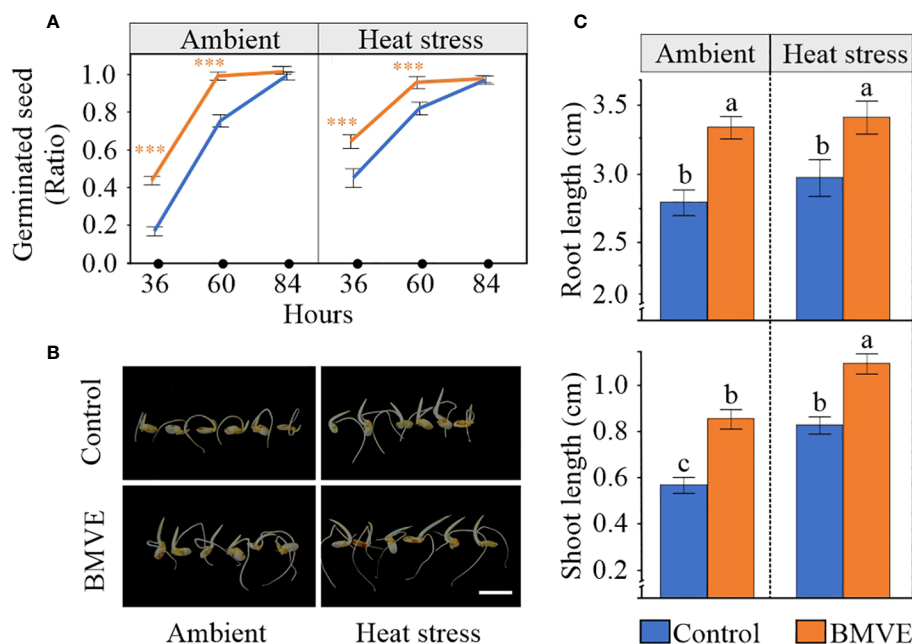 A
Ambient
Heat stress
Germinated seed
(Ratio)
1.0
0.8
0.6
0.4
0.2
0.0
***
***
***
***
36
60
84
36
60
84
Hours
B
Control
BMVE
Ambient
Heat stress
C
Ambient
Heat stress
Root length (cm)
3.5
3.0
2.5
2.0
b
a
b
a
Shoot length (cm)
1.0
0.8
0.6
0.4
0.2
c
b
b
a
Control
BMVE